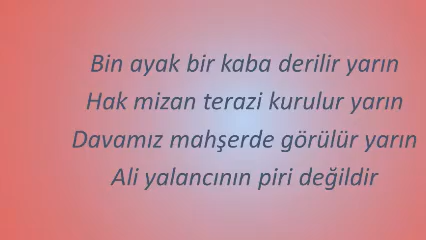 Bin ayak bir kaba derilir yarın
Hak mizan terazi kurulur yarın
Davamız mahşerde görülür yarın
Ali yalancının piri değildir